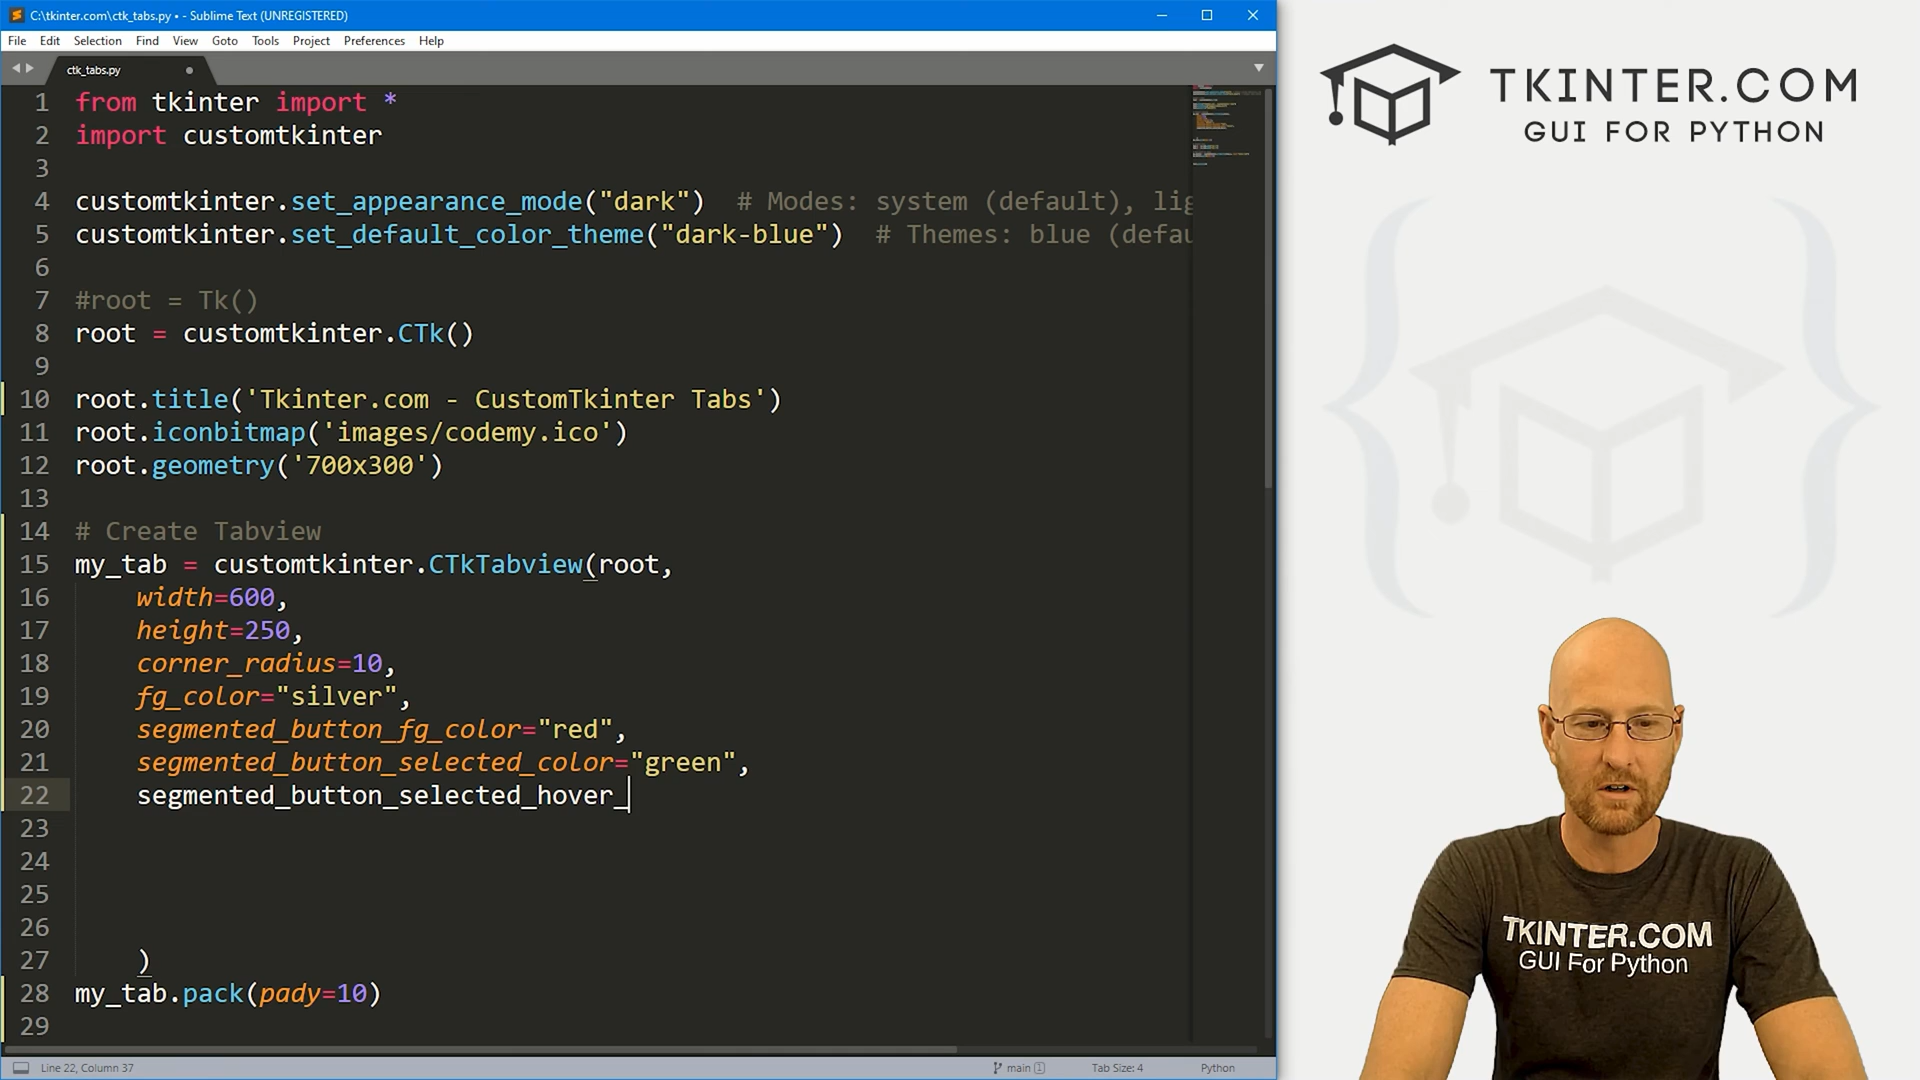 C:\tkinter.com\ctk_tabs.py • - Sublime Text (UNREGISTERED)
File Edit Selection Find View Goto Tools Project Preferences Help
ctk_tabs.py
1 from tkinter import *
2 import customtkinter
3
4 customtkinter.set_appearance_mode("dark")  # Modes: system (default), lig
5 customtkinter.set_default_color_theme("dark-blue")  # Themes: blue (defau
6
7 #root = Tk()
8 root = customtkinter.CTk()
9
10 root.title('Tkinter.com - CustomTkinter Tabs')
11 root.iconbitmap('images/codemy.ico')
12 root.geometry('700x300')
13
14 # Create Tabview
15 my_tab = customtkinter.CTkTabview(root,
16     width=600,
17     height=250,
18     corner_radius=10,
19     fg_color="silver",
20     segmented_button_fg_color="red",
21     segmented_button_selected_color="green",
22     segmented_button_selected_hover_
23
24
25
26
27     )
28 my_tab.pack(pady=10)
29
Line 22, Column 37 main 1 Tab Size: 4 Python
TKINTER.COM
GUI FOR PYTHON
TKINTER.COM
GUI For Python